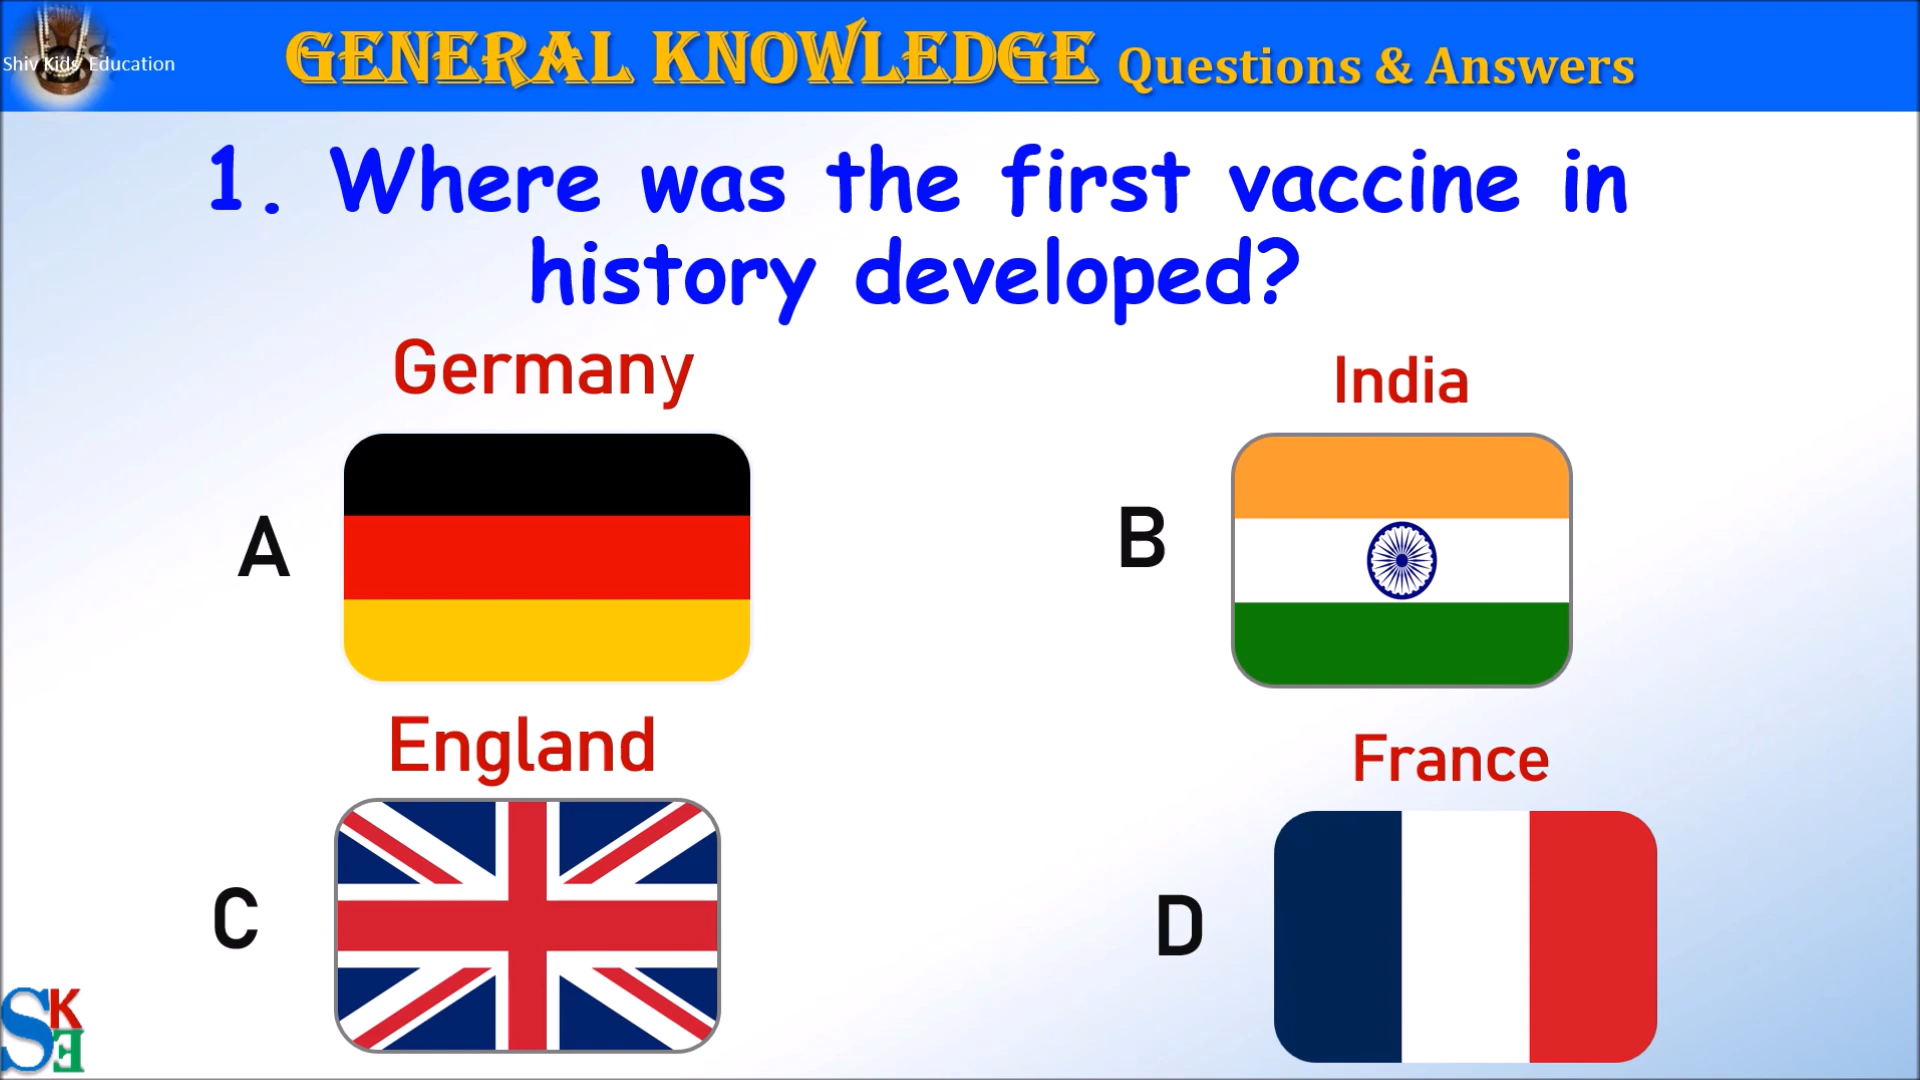 Shiv Kids' Education
GENERAL KNOWLEDGE Questions & Answers
1. Where was the first vaccine in
history developed?
Germany
India
A
B
England
France
C
D
SKE